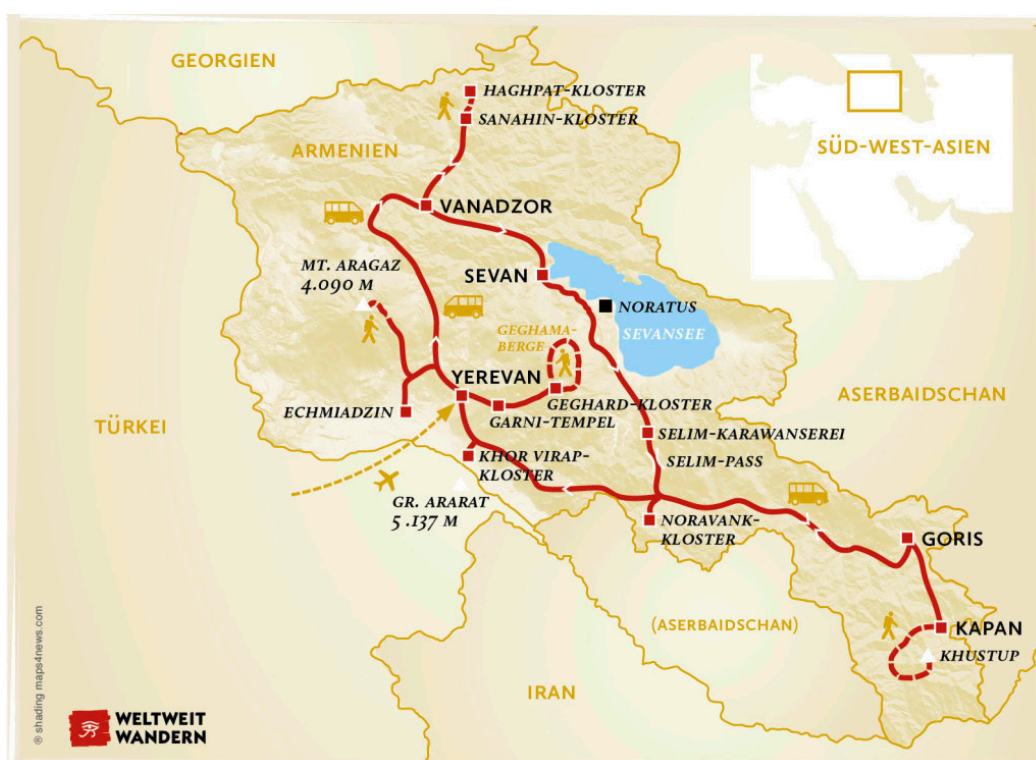 GEORGIEN
HAGHPAT-KLOSTER
SANAHIN-KLOSTER
ARMENIEN
SÜD-WEST-ASIEN
VANADZOR
MT. ARAGAZ
4.090 M
SEVAN
NORATUS
SEVANSEE
GEGHAMA-
BERGE
YEREVAN
ASERBAIDSCHAN
ECHMIADZIN
GEGHARD-KLOSTER
GARNI-TEMPEL
TÜRKEI
SELIM-KARAWANSEREI
SELIM-PASS
KHOR VIRAP-
KLOSTER
GR. ARARAT
5.137 M
NORAVANK-
KLOSTER
GORIS
(ASERBAIDSCHAN)
KAPAN
KHUSTUP
IRAN
® shading maps4news.com
WELTWEIT
WANDERN